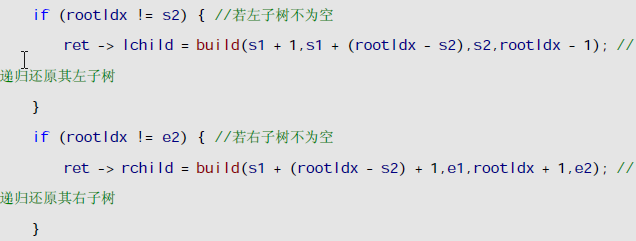 if (rootIdx != s2) { //若左子树不为空
ret -> lchild = build(s1 + 1,s1 + (rootIdx - s2),s2,rootIdx - 1); //
递归还原其左子树
}
if (rootIdx != e2) { //若右子树不为空
ret -> rchild = build(s1 + (rootIdx - s2) + 1,e1,rootIdx + 1,e2); //
递归还原其右子树
}